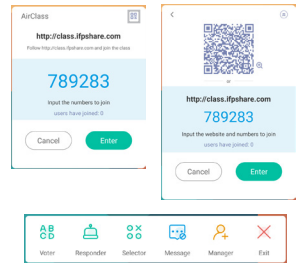 AirClass
http://class.ifpshare.com
Follow http://class.ifpshare.com and join the class
789283
Input the numbers to join
users have joined: 0
Cancel
Enter
or
http://class.ifpshare.com
789283
Input the website and numbers to join
users have joined: 0
Cancel
Enter
AB
CD
Voter
Responder
Selector
Message
Manager
Exit